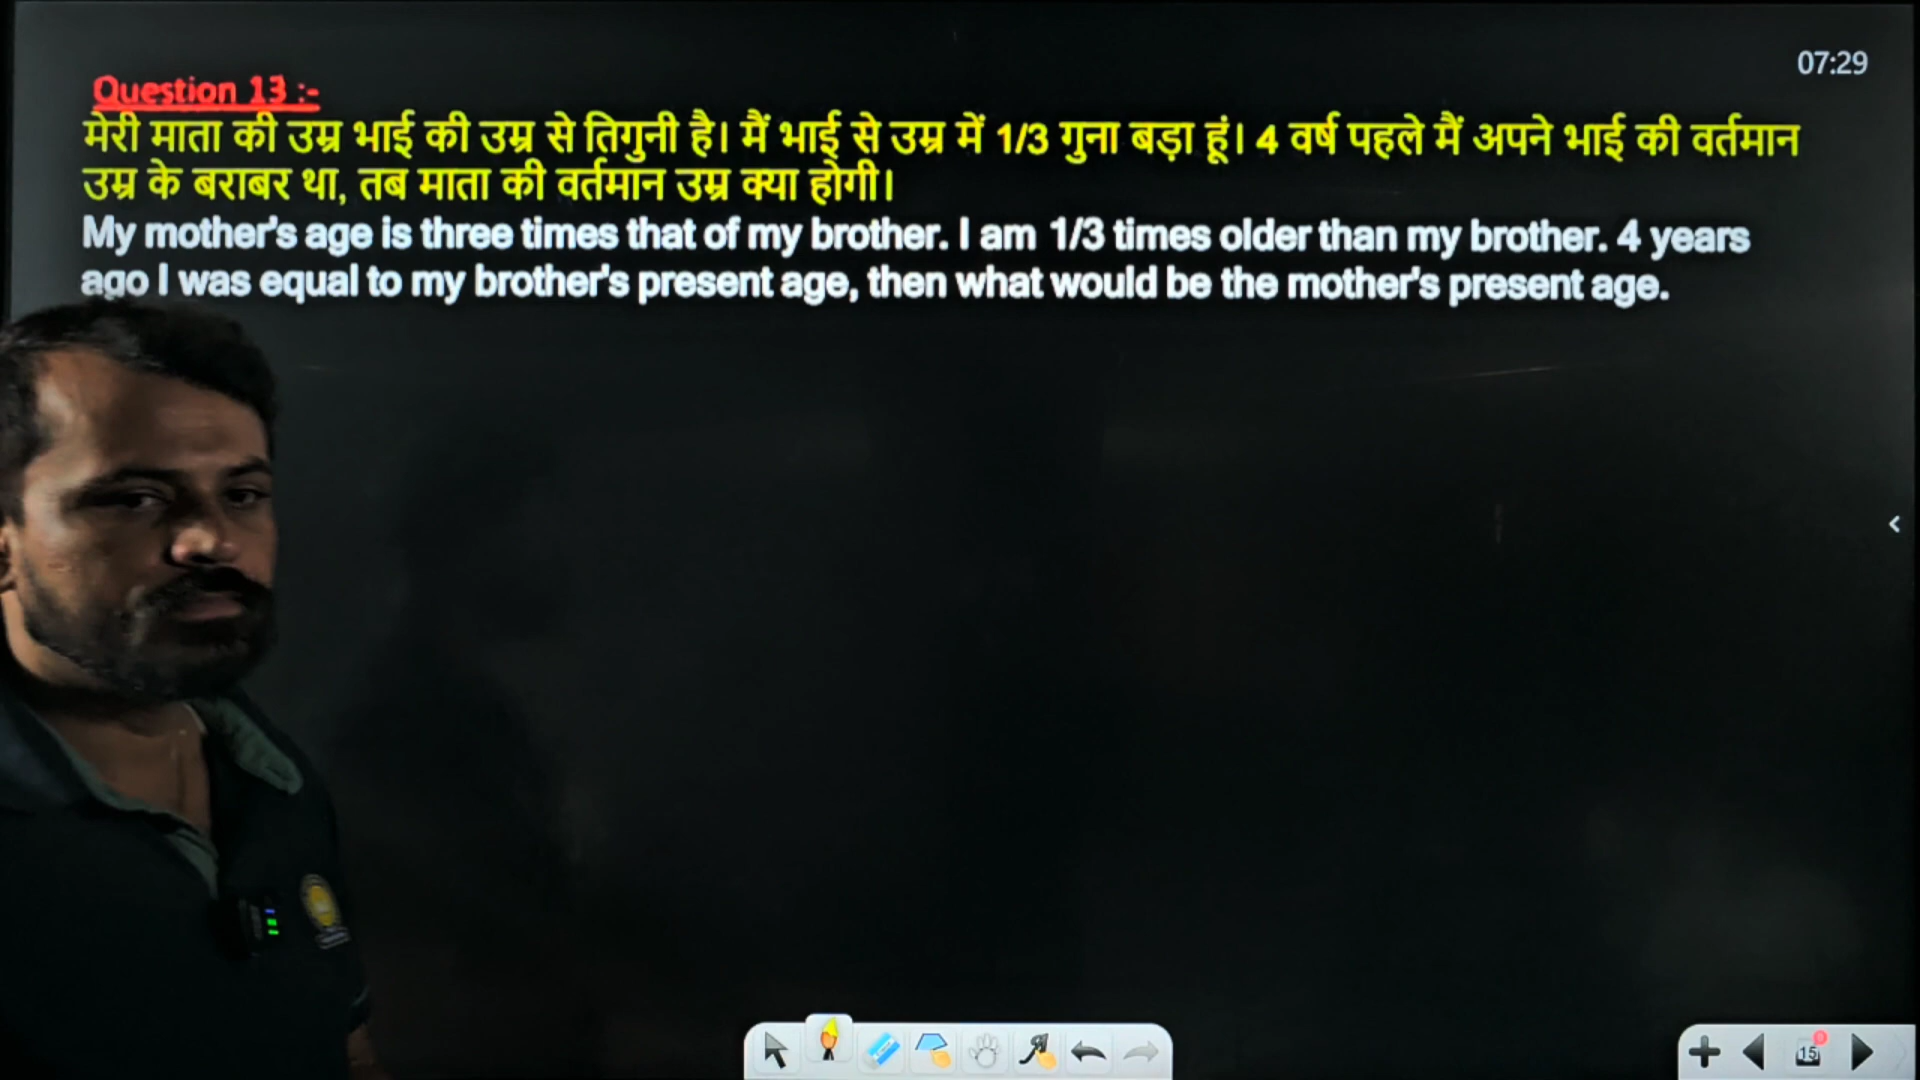 07:29
Question 13 :-
मेरी माता की उम्र भाई की उम्र से तिगुनी है। मैं भाई से उम्र में 1/3 गुना बड़ा हूं। 4 वर्ष पहले मैं अपने भाई की वर्तमान
उम्र के बराबर था, तब माता की वर्तमान उम्र क्या होगी।
My mother's age is three times that of my brother. I am 1/3 times older than my brother. 4 years
ago I was equal to my brother's present age, then what would be the mother's present age.
15